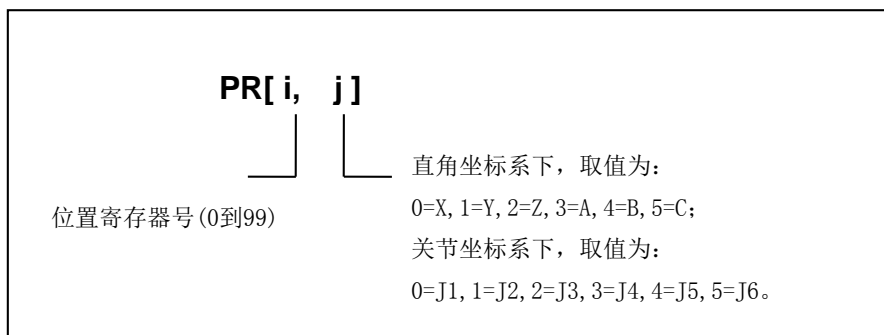 PR[ i, j ]
位置寄存器号(0到99)
直角坐标系下，取值为：
0=X,1=Y,2=Z,3=A,4=B,5=C;
关节坐标系下，取值为：
0=J1,1=J2,2=J3,3=J4,4=J5,5=J6。